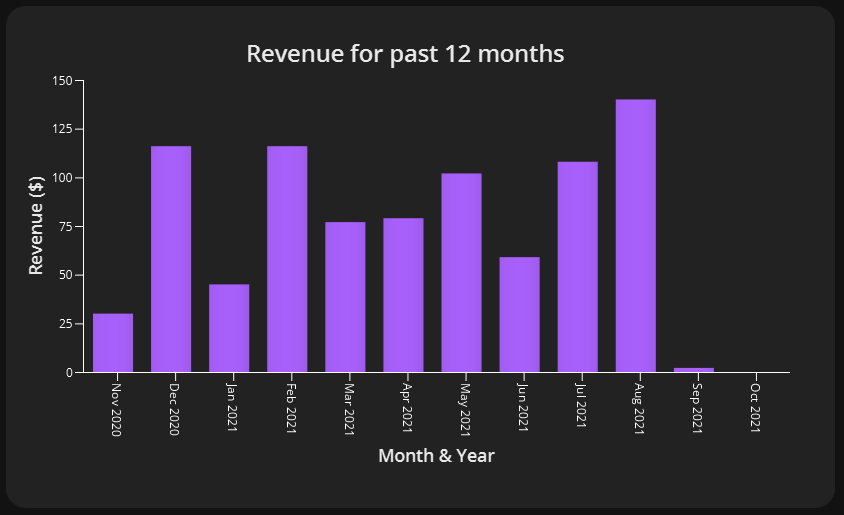 Revenue for past 12 months
Revenue ($)
150
125
100
75
50
25
0
Nov 2020
Dec 2020
Jan 2021
Feb 2021
Mar 2021
Apr 2021
May 2021
Jun 2021
Jul 2021
Aug 2021
Sep 2021
Oct 2021
Month & Year